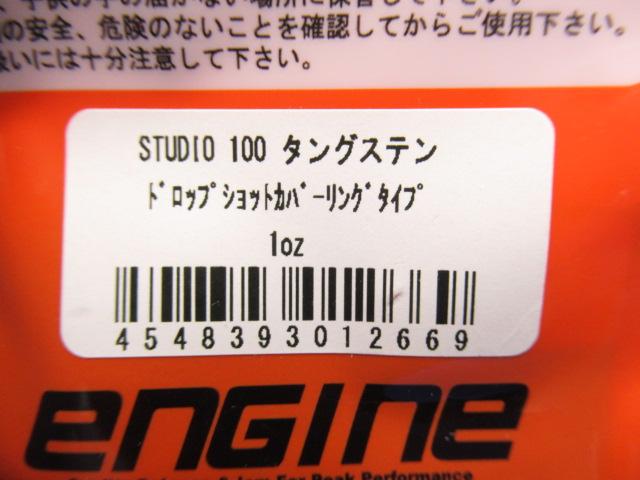 の安全、危険のないことを確認してからご使用下さい。
扱いには十分注意して下さい。
STUDIO 100 タングステン
ﾄﾞﾛｯﾌﾟｼｮｯﾄｶﾊﾞｰﾘﾝｸﾞﾀｲﾌﾟ
1oz
4548393012669
engine
For Peak Performance